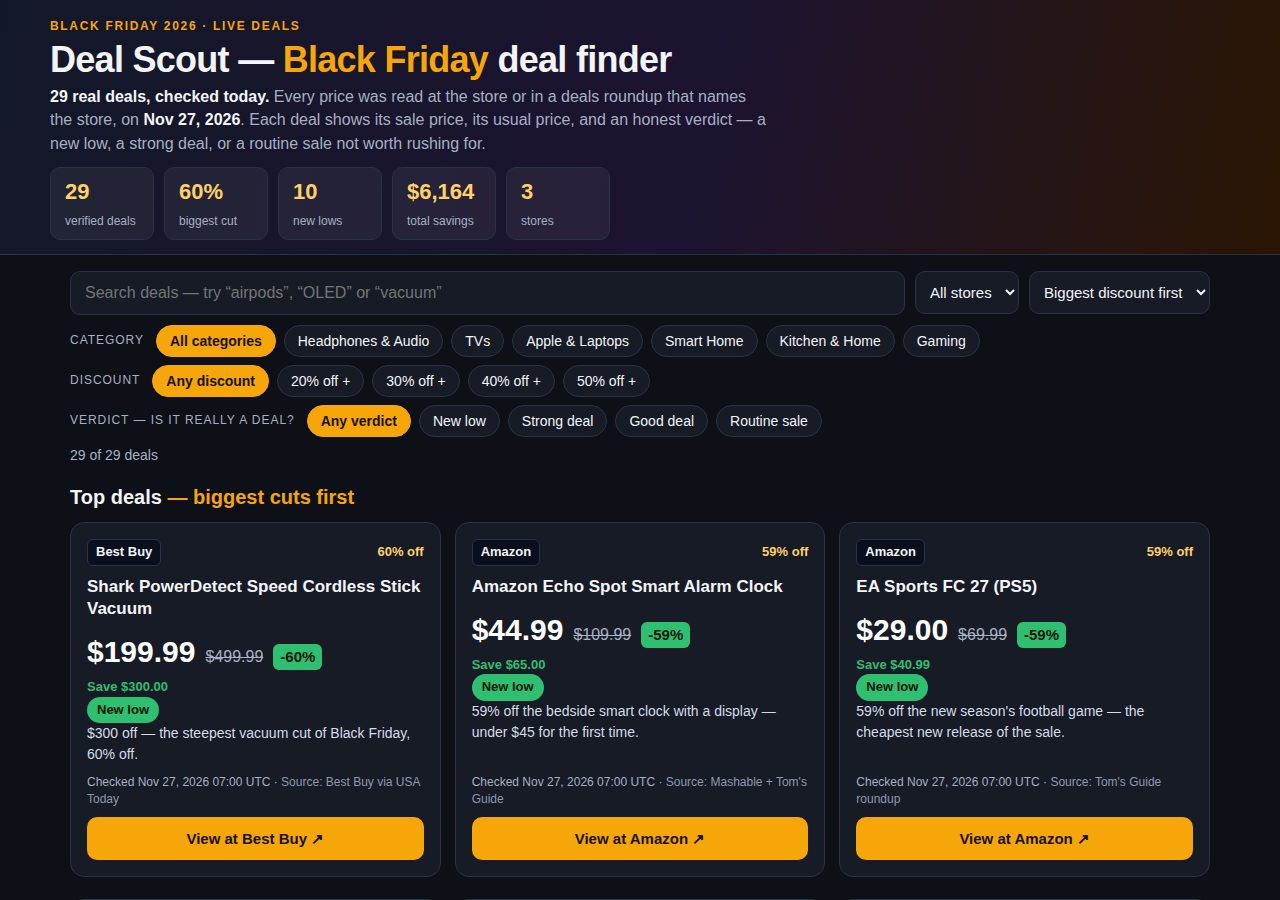 BLACK FRIDAY 2026 · LIVE DEALS
Deal Scout — Black Friday deal finder
29 real deals, checked today. Every price was read at the store or in a deals roundup that names
the store, on Nov 27, 2026. Each deal shows its sale price, its usual price, and an honest verdict — a
new low, a strong deal, or a routine sale not worth rushing for.
29
verified deals
60%
biggest cut
10
new lows
$6,164
total savings
3
stores
Search deals — try “airpods”, “OLED” or “vacuum”
All stores
Biggest discount first
CATEGORY
All categories
Headphones & Audio
TVs
Apple & Laptops
Smart Home
Kitchen & Home
Gaming
DISCOUNT
Any discount
20% off +
30% off +
40% off +
50% off +
VERDICT — IS IT REALLY A DEAL?
Any verdict
New low
Strong deal
Good deal
Routine sale
29 of 29 deals
Top deals — biggest cuts first
Best Buy
60% off
Shark PowerDetect Speed Cordless Stick
Vacuum
$199.99 $499.99 -60%
Save $300.00
New low
$300 off — the steepest vacuum cut of Black Friday,
60% off.
Checked Nov 27, 2026 07:00 UTC · Source: Best Buy via USA
Today
View at Best Buy ↗
Amazon
59% off
Amazon Echo Spot Smart Alarm Clock
$44.99 $109.99 -59%
Save $65.00
New low
59% off the bedside smart clock with a display —
under $45 for the first time.
Checked Nov 27, 2026 07:00 UTC · Source: Mashable + Tom's
Guide
View at Amazon ↗
Amazon
59% off
EA Sports FC 27 (PS5)
$29.00 $69.99 -59%
Save $40.99
New low
59% off the new season's football game — the
cheapest new release of the sale.
Checked Nov 27, 2026 07:00 UTC · Source: Tom's Guide
roundup
View at Amazon ↗